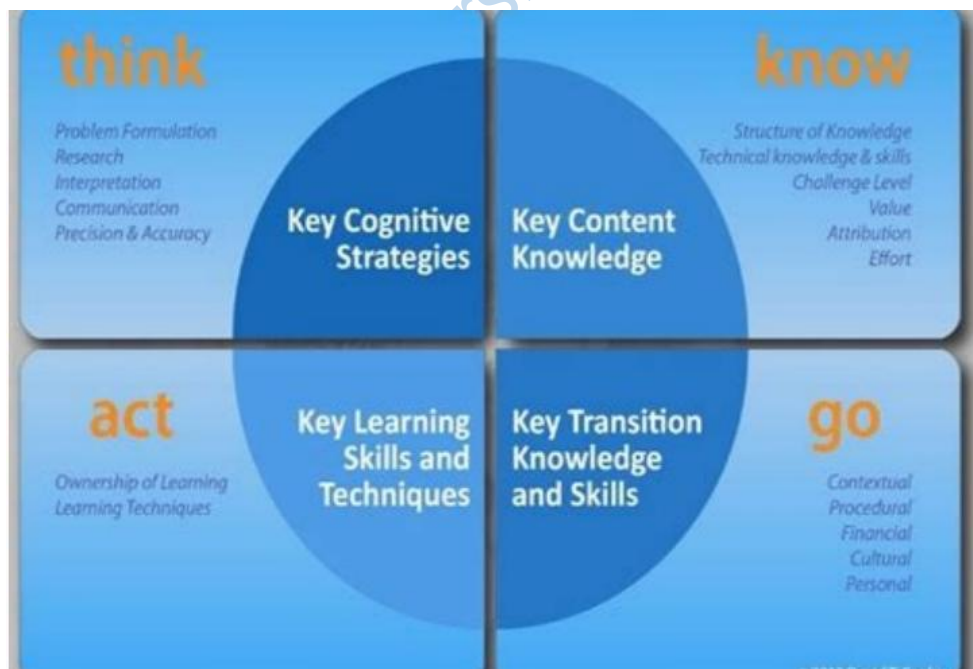 think
Problem Formulation
Research
Interpretation
Communication
Precision & Accuracy
Key Cognitive
Strategies
know
Structure of Knowledge
Technical knowledge & skills
Challenge Level
Value
Attribution
Effort
Key Content
Knowledge
act
Ownership of Learning
Learning Techniques
Key Learning
Skills and
Techniques
go
Contextual
Procedural
Financial
Cultural
Personal
Key Transition
Knowledge
and Skills